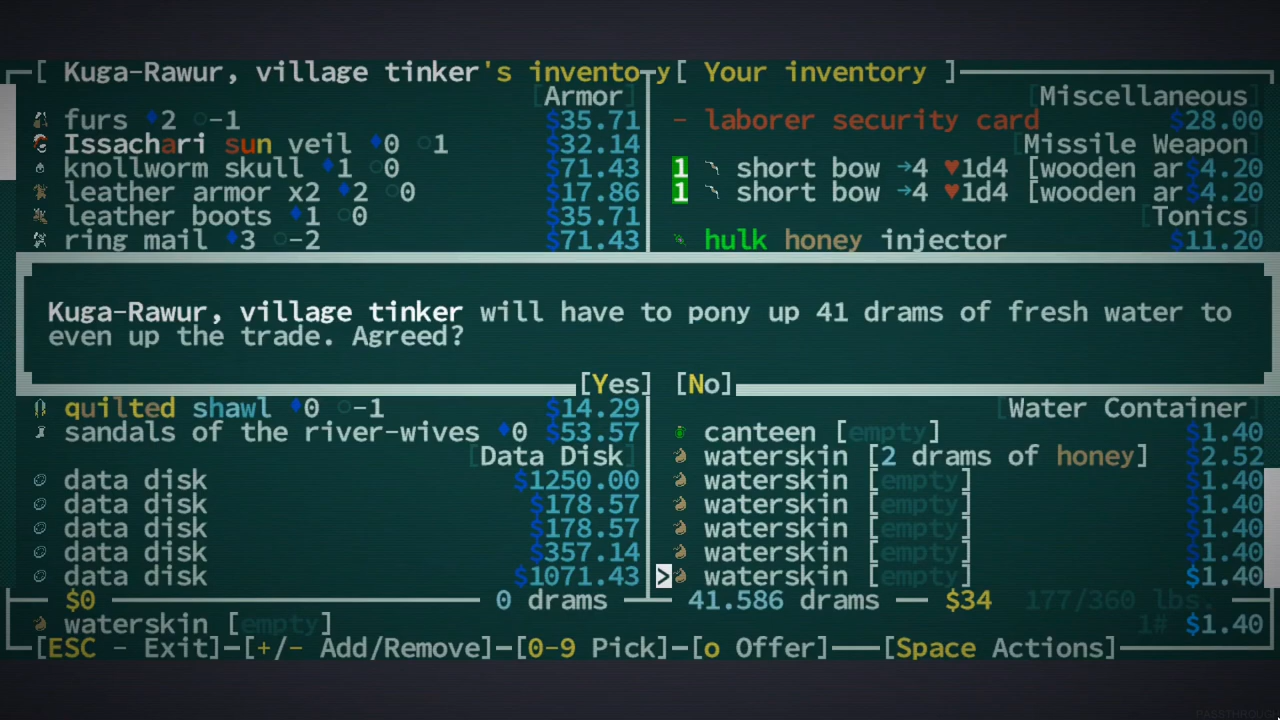 [ Kuga-Rawur, village tinker's inventory[ Your inventory ]
[Armor]
furs ♦2 ○-1 $35.71
Issachari sun veil ♦0 ○1 $32.14
knollworm skull ♦1 ○0 $71.43
leather armor x2 ♦2 ○0 $17.86
leather boots ♦1 ○0 $35.71
ring mail ♦3 ○-2 $71.43
[Miscellaneous]
- laborer security card $28.00
[Missile Weapon]
1 short bow →4 ♥1d4 [wooden ar$4.20
1 short bow →4 ♥1d4 [wooden ar$4.20
[Tonics]
hulk honey injector $11.20
Kuga-Rawur, village tinker will have to pony up 41 drams of fresh water to
even up the trade. Agreed?
[Yes] [No]
quilted shawl ♦0 ○-1 $14.29
sandals of the river-wives ♦0 $53.57
[Data Disk]
data disk $1250.00
data disk $178.57
data disk $178.57
data disk $357.14
data disk $1071.43
[Water Container]
canteen [empty] $1.40
waterskin [2 drams of honey] $2.52
waterskin [empty] $1.40
waterskin [empty] $1.40
waterskin [empty] $1.40
waterskin [empty] $1.40
> waterskin [empty] $1.40
$0 0 drams 41.586 drams $34 177/360 lbs.
waterskin [empty] 1# $1.40
[ESC - Exit] [+/- Add/Remove] [0-9 Pick] [o Offer] [Space Actions]